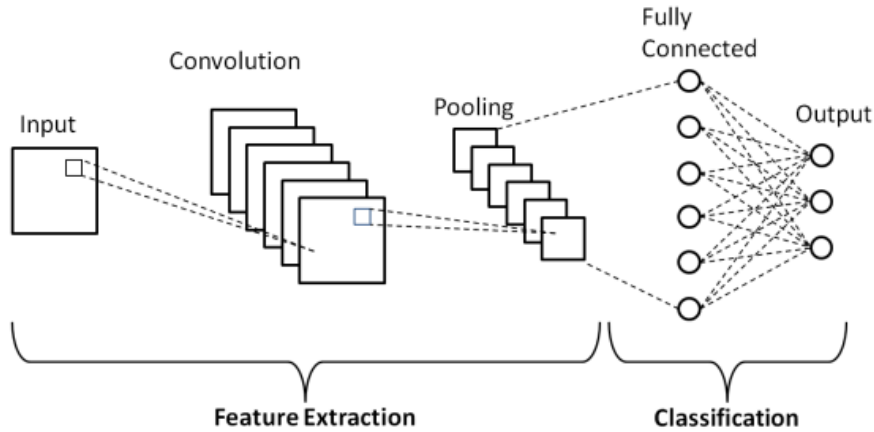 Input
Convolution
Pooling
Fully
Connected
Output
Feature Extraction
Classification